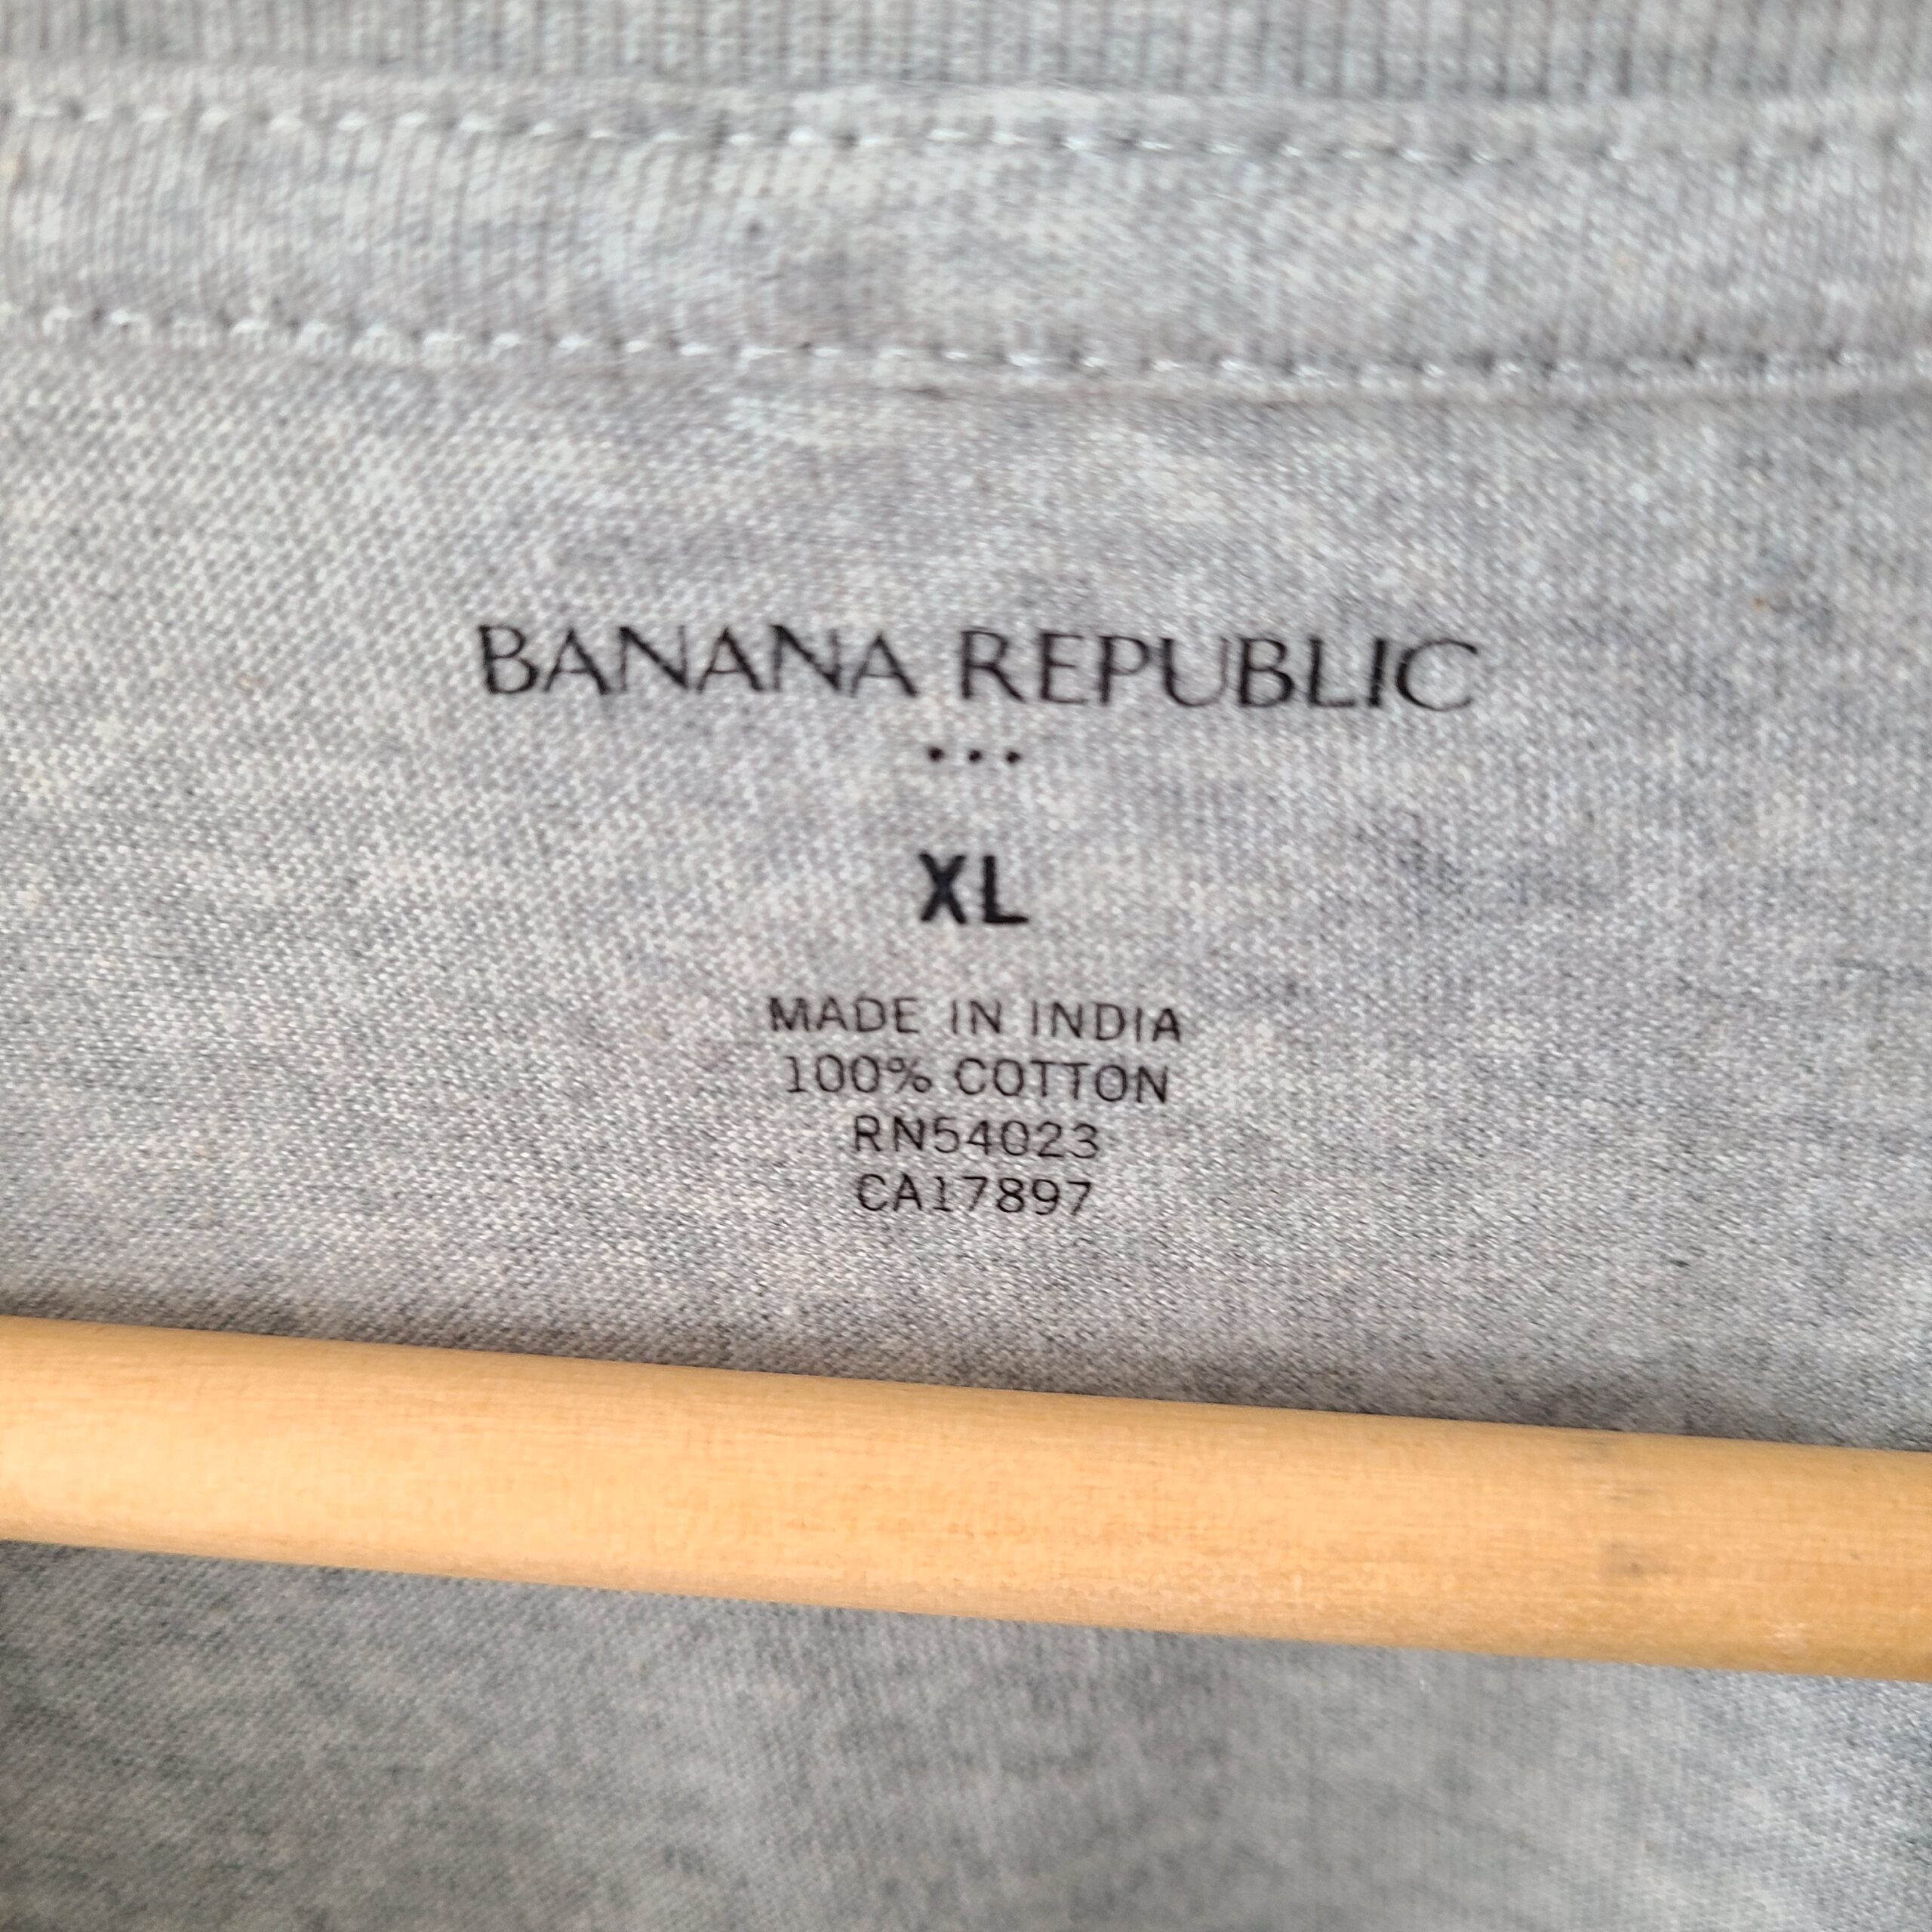 BANANA REPUBLIC
•••
XL
MADE IN INDIA
100% COTTON
RN54023
CA17897